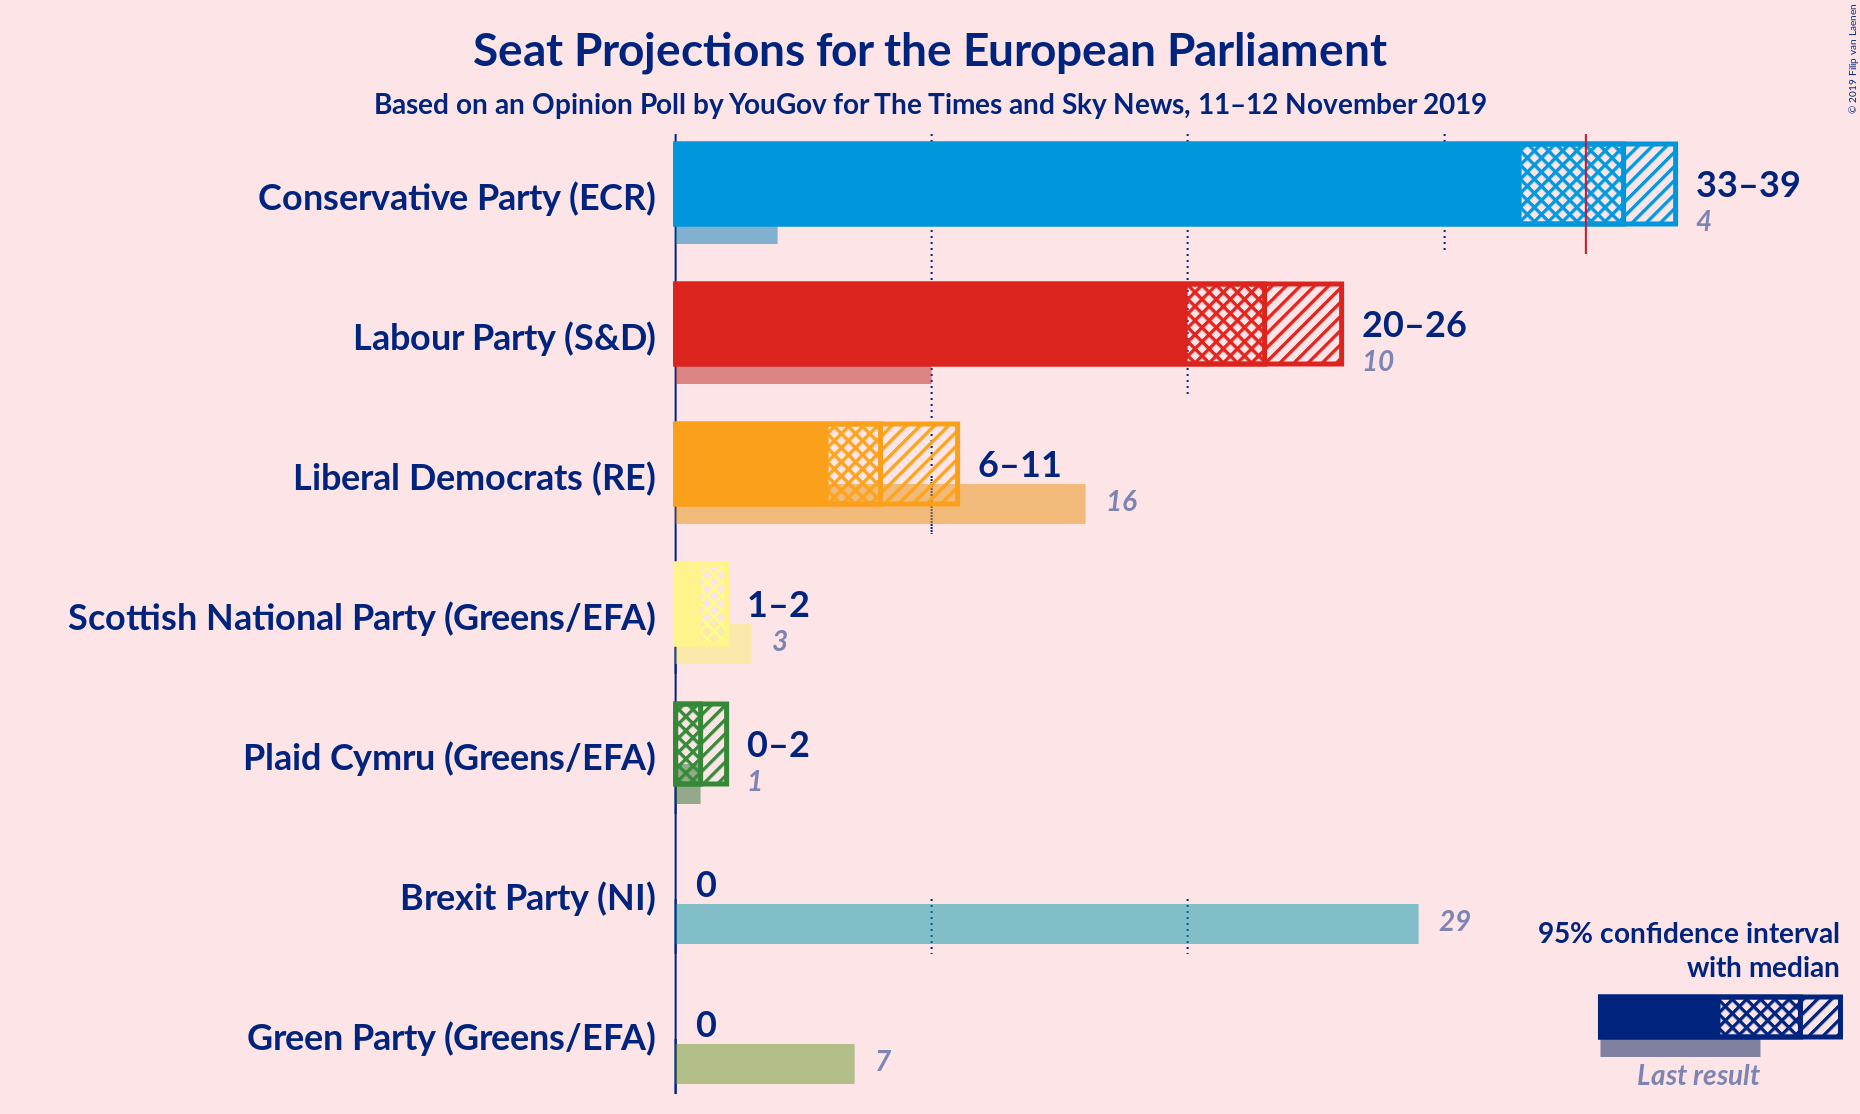 Seat Projections for the European Parliament
Based on an Opinion Poll by YouGov for The Times and Sky News, 11–12 November 2019
© 2019 Filip van Laenen
Conservative Party (ECR)
33–39
4
Labour Party (S&D)
20–26
10
Liberal Democrats (RE)
6–11
16
Scottish National Party (Greens/EFA)
1–2
3
Plaid Cymru (Greens/EFA)
0–2
1
Brexit Party (NI)
0
29
Green Party (Greens/EFA)
0
7
95% confidence interval
with median
Last result